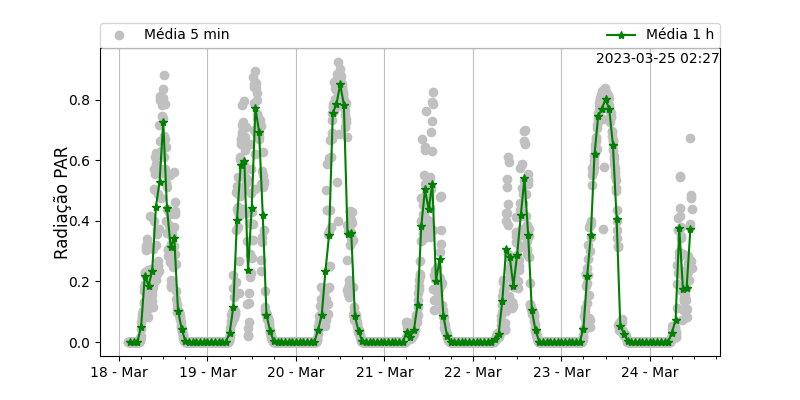 Média 5 min Média 1 h
2023-03-25 02:27
Radiação PAR
0.8
0.6
0.4
0.2
0.0
18 - Mar 19 - Mar 20 - Mar 21 - Mar 22 - Mar 23 - Mar 24 - Mar